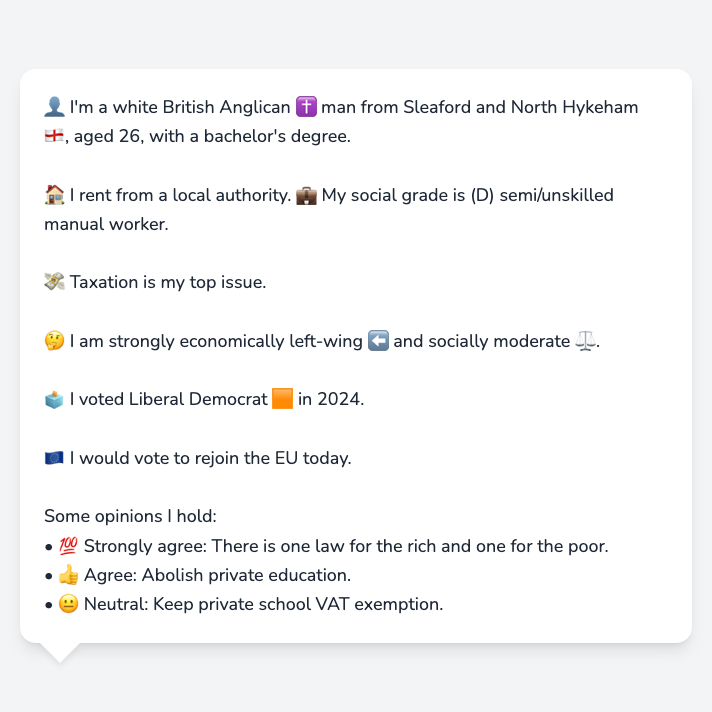 👤 I'm a white British Anglican ✝️ man from Sleaford and North Hykeham
🏴󠁧󠁢󠁥󠁮󠁧󠁿, aged 26, with a bachelor's degree.
🏠 I rent from a local authority. 💼 My social grade is (D) semi/unskilled
manual worker.
💸 Taxation is my top issue.
🤔 I am strongly economically left-wing ⬅️ and socially moderate ⚖️.
🗳️ I voted Liberal Democrat 🟧 in 2024.
🇪🇺 I would vote to rejoin the EU today.
Some opinions I hold:
• 💯 Strongly agree: There is one law for the rich and one for the poor.
• 👍 Agree: Abolish private education.
• 😐 Neutral: Keep private school VAT exemption.